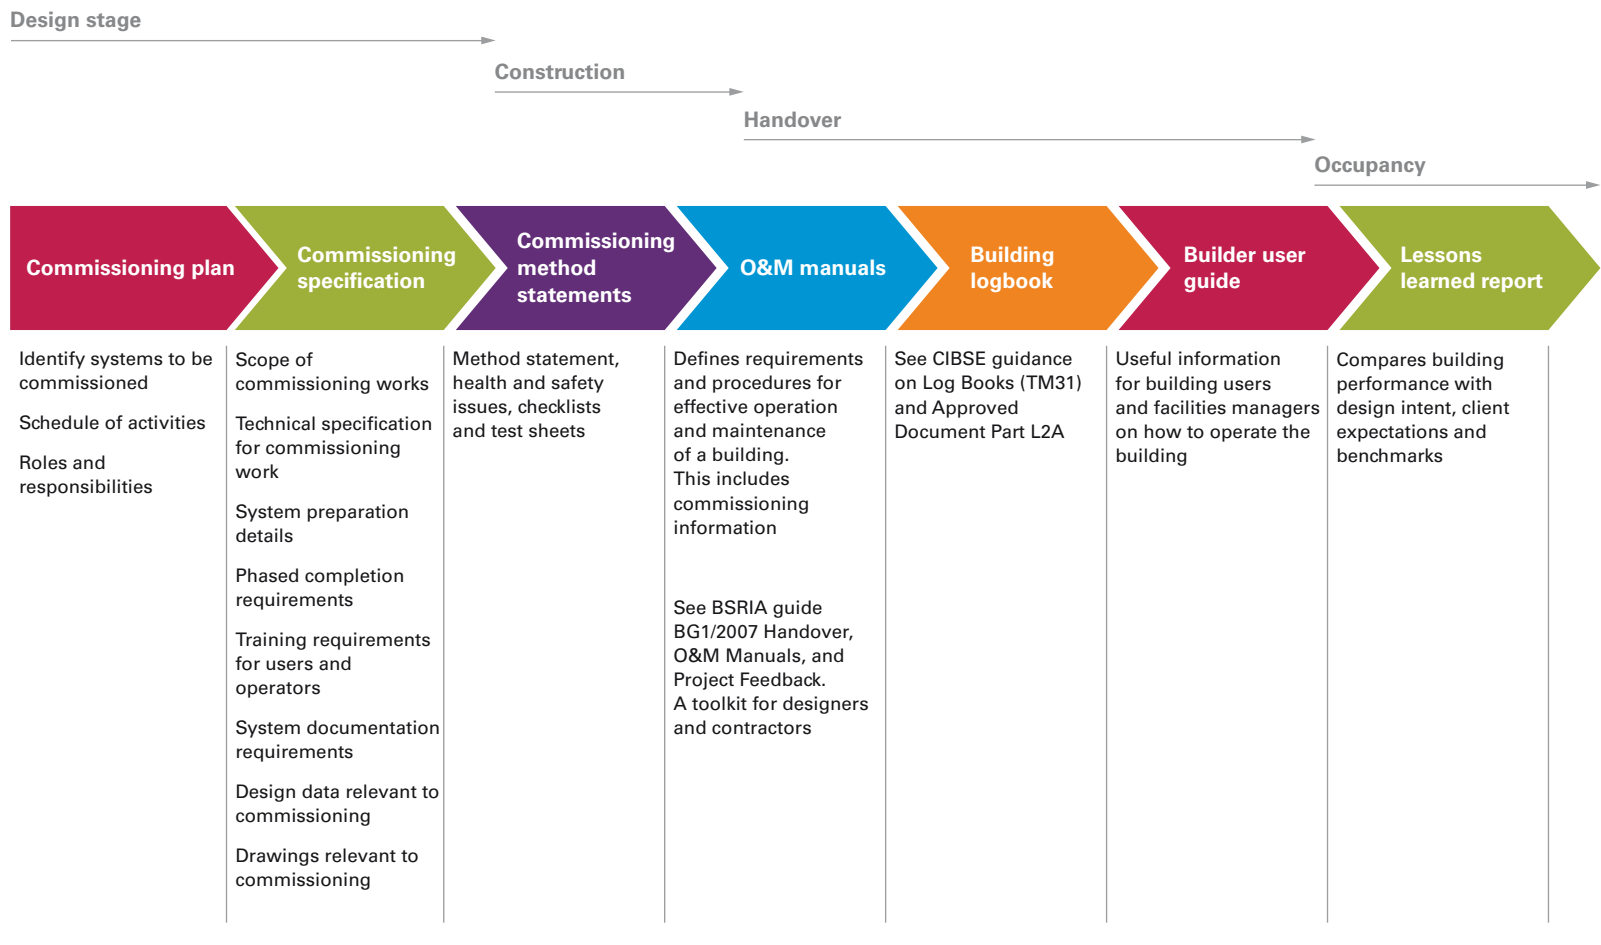 Design stage
Construction
Handover
Occupancy
Commissioning plan
Commissioning
specification
Commissioning
method
statements
O&M manuals
Building
logbook
Builder user
guide
Lessons
learned report
Identify systems to be
commissioned
Schedule of activities
Roles and
responsibilities
Scope of
commissioning works
Technical specification
for commissioning
work
System preparation
details
Phased completion
requirements
Training requirements
for users and
operators
System documentation
requirements
Design data relevant to
commissioning
Drawings relevant to
commissioning
Method statement,
health and safety
issues, checklists
and test sheets
Defines requirements
and procedures for
effective operation
and maintenance
of a building.
This includes
commissioning
information
See BSRIA guide
BG1/2007 Handover,
O&M Manuals, and
Project Feedback.
A toolkit for designers
and contractors
See CIBSE guidance
on Log Books (TM31)
and Approved
Document Part L2A
Useful information
for building users
and facilities managers
on how to operate the
building
Compares building
performance with
design intent, client
expectations and
benchmarks